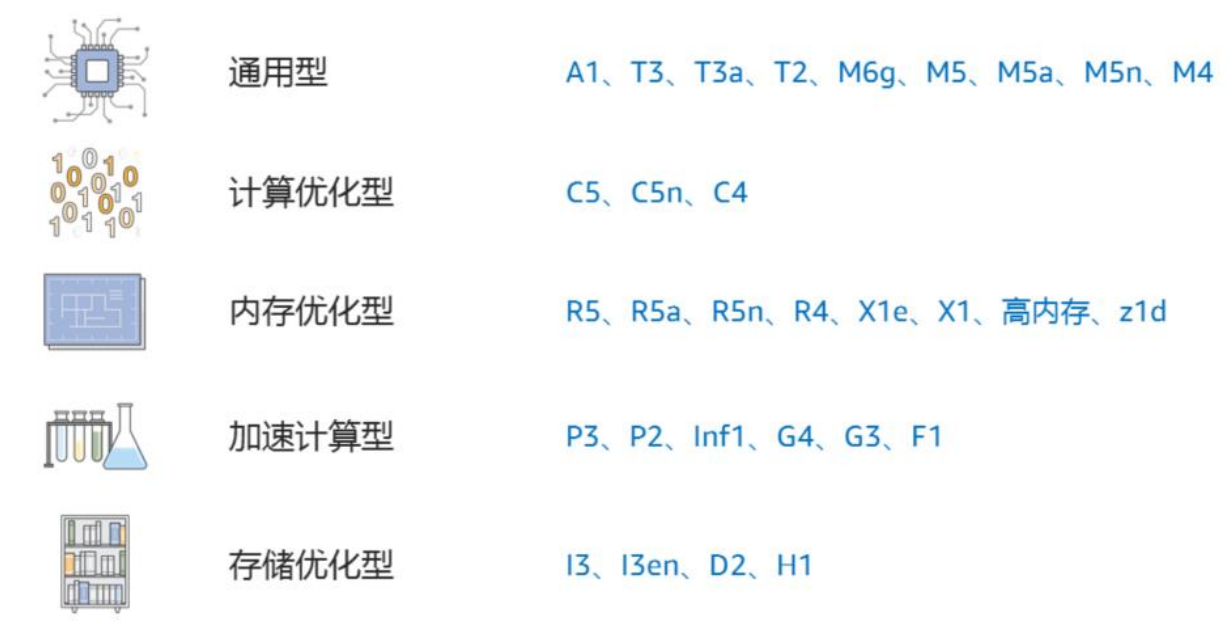 通用型 A1、T3、T3a、T2、M6g、M5、M5a、M5n、M4
计算优化型 C5、C5n、C4
内存优化型 R5、R5a、R5n、R4、X1e、X1、高内存、z1d
加速计算型 P3、P2、Inf1、G4、G3、F1
存储优化型 I3、I3en、D2、H1